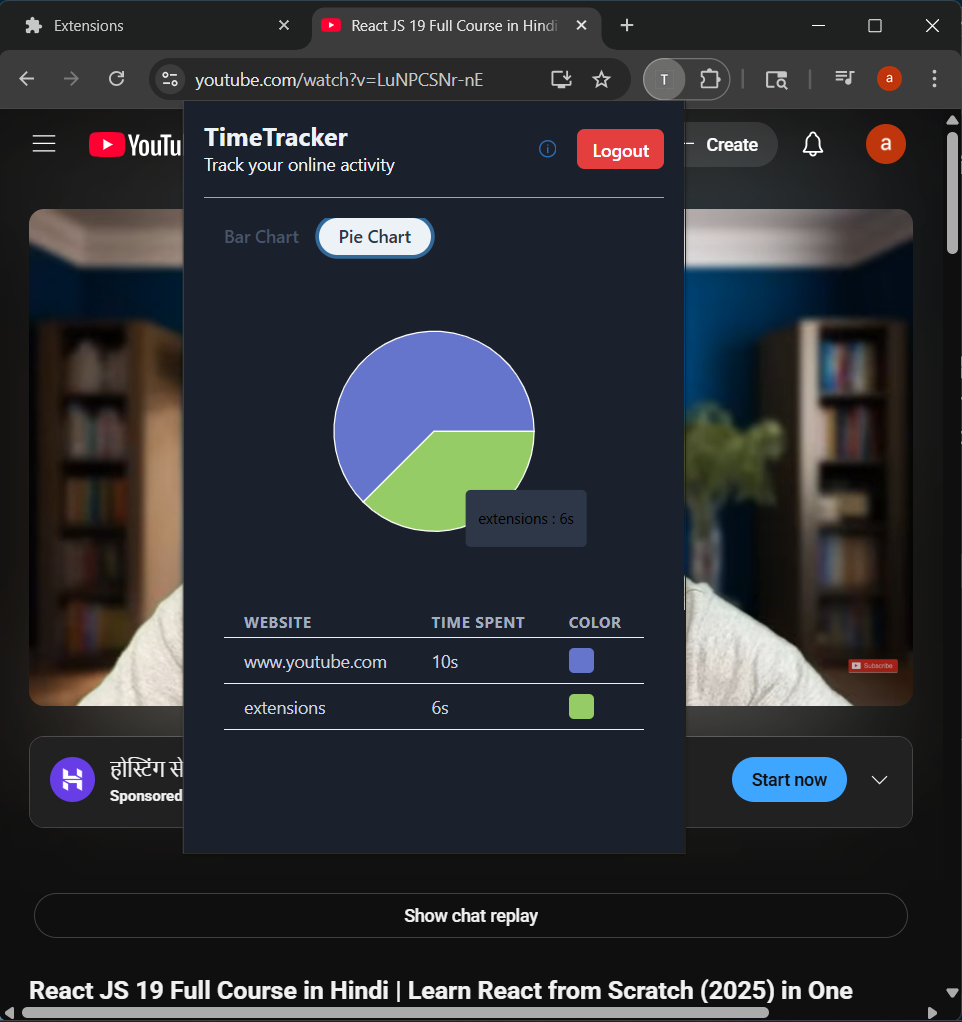 Extensions
React JS 19 Full Course in Hindi
youtube.com/watch?v=LuNPCSNr-nE
T
a
YouTu
TimeTracker
Track your online activity
Logout
Create
a
Bar Chart
Pie Chart
extensions : 6s
WEBSITE TIME SPENT COLOR
www.youtube.com 10s
extensions 6s
Subscribe
होस्टिंग से
Sponsored
Start now
Show chat replay
React JS 19 Full Course in Hindi | Learn React from Scratch (2025) in One